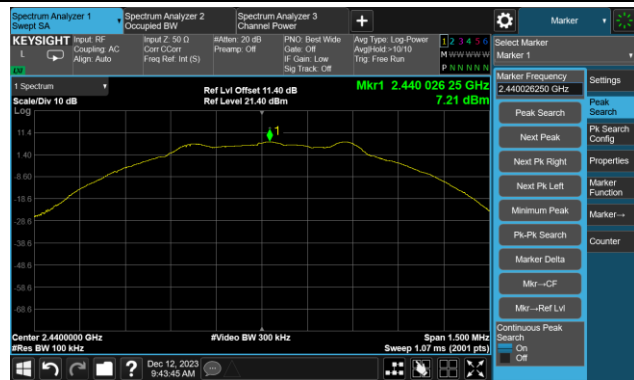 Spectrum Analyzer 1
Swept SA
Spectrum Analyzer 2
Occupied BW
Spectrum Analyzer 3
Channel Power
Marker
KEYSIGHT
L
Input: RF
Coupling: AC
Align: Auto
Input Z: 50 Ω
Corr CCorr
Freq Ref: Int (S)
#Atten: 20 dB
Preamp: Off
PNO: Best Wide
Gate: Off
IF Gain: Low
Sig Track: Off
Avg Type: Log-Power
Avg|Hold:>10/10
Trig: Free Run
1 2 3 4 5 6
M W W W W W
P N N N N N
Select Marker
Marker 1
1 Spectrum
Scale/Div 10 dB
Log
Ref Lvl Offset 11.40 dB
Ref Level 21.40 dBm
Mkr1 2.440 026 25 GHz
7.21 dBm
11.4
1.40
-8.60
-18.6
-28.6
-38.6
-48.6
-58.6
-68.6
1
Center 2.4400000 GHz
#Res BW 100 kHz
#Video BW 300 kHz
Span 1.500 MHz
Sweep 1.07 ms (2001 pts)
Marker Frequency
2.440026250 GHz
Peak Search
Next Peak
Next Pk Right
Next Pk Left
Minimum Peak
Pk-Pk Search
Marker Delta
Mkr→CF
Mkr→Ref Lvl
Continuous Peak
Search
On
Off
Settings
Peak
Search
Pk Search
Config
Properties
Marker
Function
Marker→
Counter
?
Dec 12, 2023
9:43:45 AM